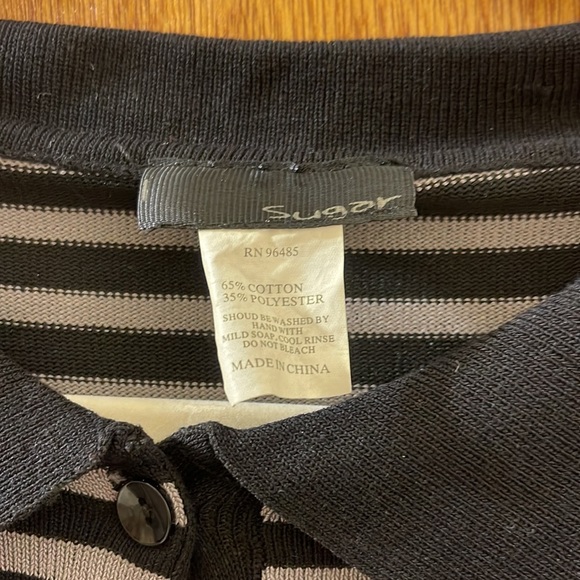 Sugar
RN 96485
65% COTTON
35% POLYESTER
SHOUD BE WASHED BY
HAND WITH
MILD SOAP, COOL RINSE
DO NOT BLEACH
MADE IN CHINA